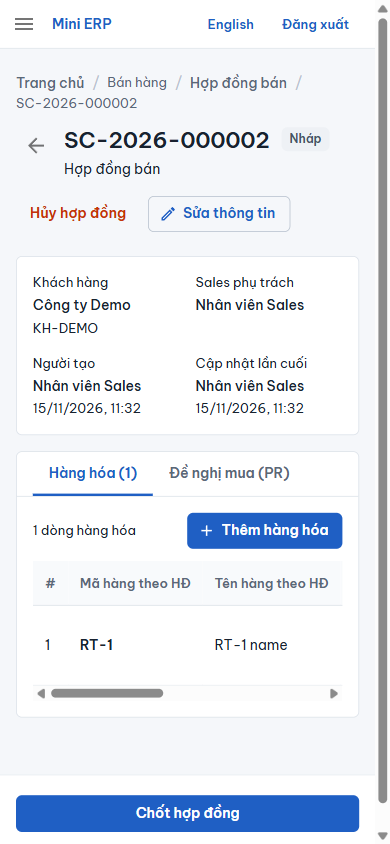 Mini ERP English Đăng xuất
Trang chủ / Bán hàng / Hợp đồng bán /
SC-2026-000002
SC-2026-000002 Nháp
Hợp đồng bán
Hủy hợp đồng Sửa thông tin
Khách hàng Sales phụ trách
Công ty Demo Nhân viên Sales
KH-DEMO
Người tạo Cập nhật lần cuối
Nhân viên Sales Nhân viên Sales
15/11/2026, 11:32 15/11/2026, 11:32
Hàng hóa (1) Đề nghị mua (PR)
1 dòng hàng hóa + Thêm hàng hóa
# Mã hàng theo HĐ Tên hàng theo HĐ
1 RT-1 RT-1 name
Chốt hợp đồng